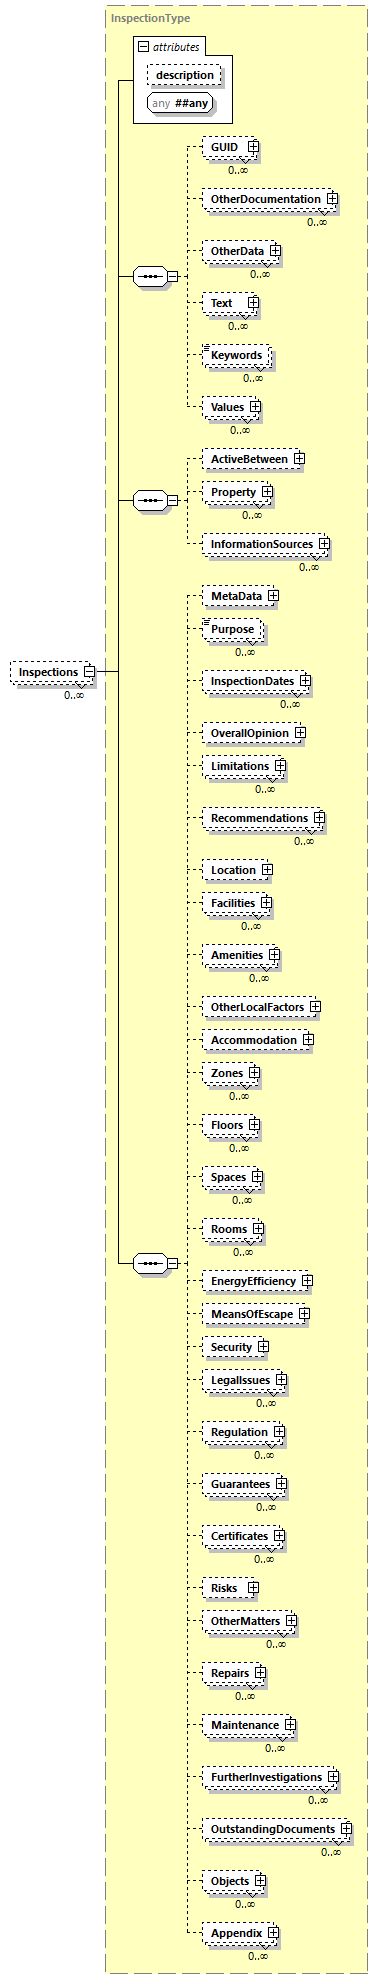 InspectionType
attributes
description
any ##any
GUID
0..∞
OtherDocumentation
0..∞
OtherData
0..∞
Text
0..∞
Keywords
0..∞
Values
0..∞
ActiveBetween
Property
0..∞
InformationSources
0..∞
MetaData
Purpose
0..∞
Inspections
0..∞
InspectionDates
0..∞
OverallOpinion
Limitations
0..∞
Recommendations
0..∞
Location
Facilities
0..∞
Amenities
0..∞
OtherLocalFactors
Accommodation
Zones
0..∞
Floors
0..∞
Spaces
0..∞
Rooms
0..∞
EnergyEfficiency
MeansOfEscape
Security
LegalIssues
0..∞
Regulation
0..∞
Guarantees
0..∞
Certificates
0..∞
Risks
OtherMatters
0..∞
Repairs
0..∞
Maintenance
0..∞
FurtherInvestigations
0..∞
OutstandingDocuments
0..∞
Objects
0..∞
Appendix
0..∞